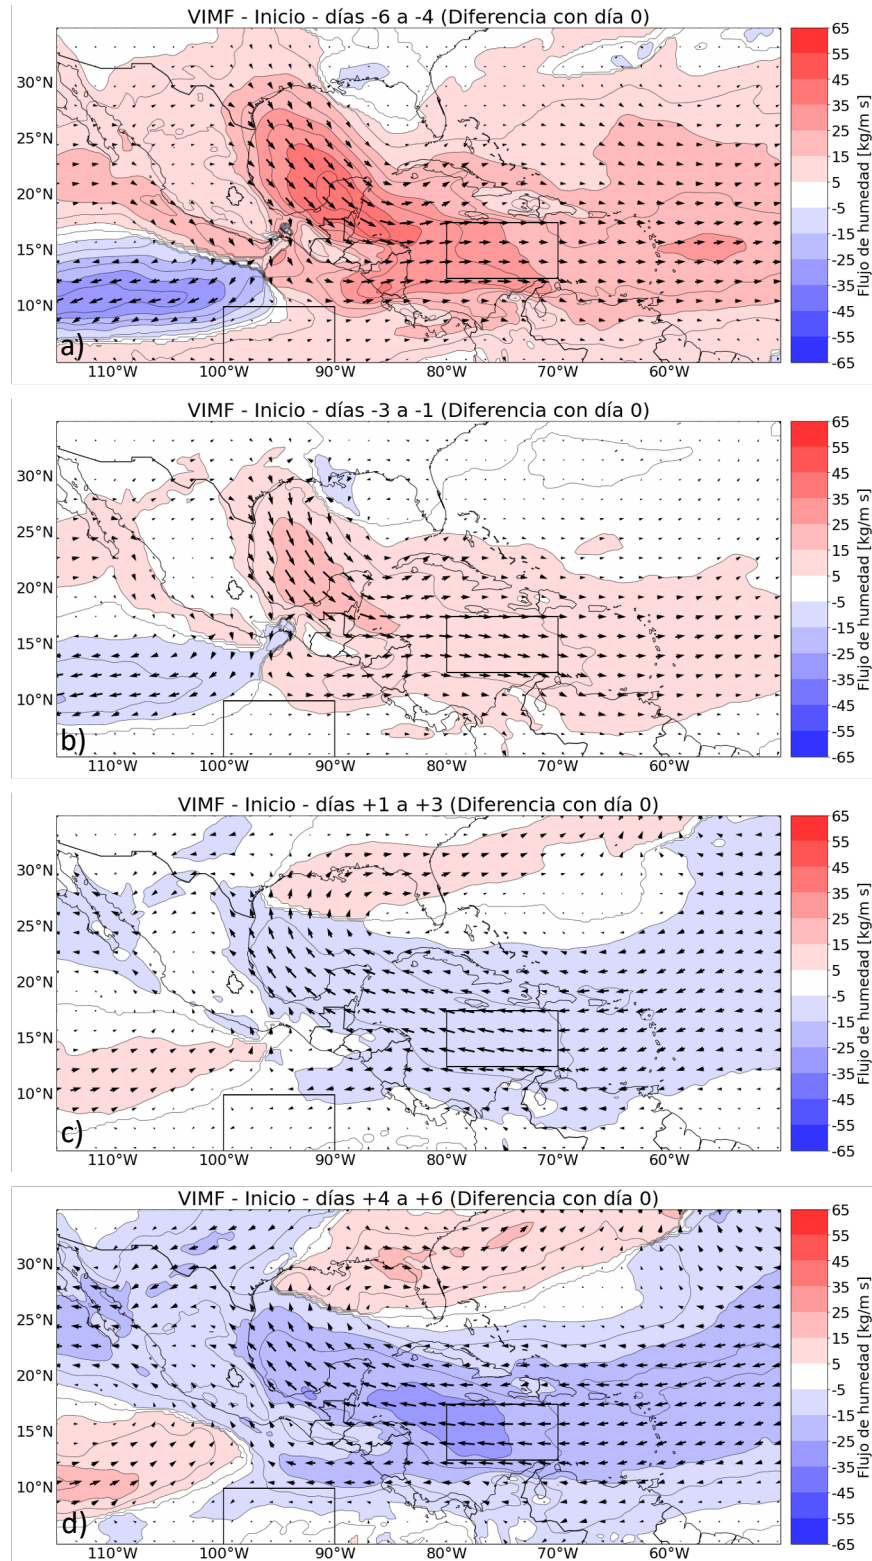 VIMF - Inicio - días -6 a -4 (Diferencia con día 0)
30°N
25°N
20°N
15°N
10°N
a)
110°W 100°W 90°W 80°W 70°W 60°W
65
55
45
35
25
15
5
-5
-15
-25
-35
-45
-55
-65
Flujo de humedad [kg/m s]
VIMF - Inicio - días -3 a -1 (Diferencia con día 0)
30°N
25°N
20°N
15°N
10°N
b)
110°W 100°W 90°W 80°W 70°W 60°W
65
55
45
35
25
15
5
-5
-15
-25
-35
-45
-55
-65
Flujo de humedad [kg/m s]
VIMF - Inicio - días +1 a +3 (Diferencia con día 0)
30°N
25°N
20°N
15°N
10°N
c)
110°W 100°W 90°W 80°W 70°W 60°W
65
55
45
35
25
15
5
-5
-15
-25
-35
-45
-55
-65
Flujo de humedad [kg/m s]
VIMF - Inicio - días +4 a +6 (Diferencia con día 0)
30°N
25°N
20°N
15°N
10°N
d)
110°W 100°W 90°W 80°W 70°W 60°W
65
55
45
35
25
15
5
-5
-15
-25
-35
-45
-55
-65
Flujo de humedad [kg/m s]